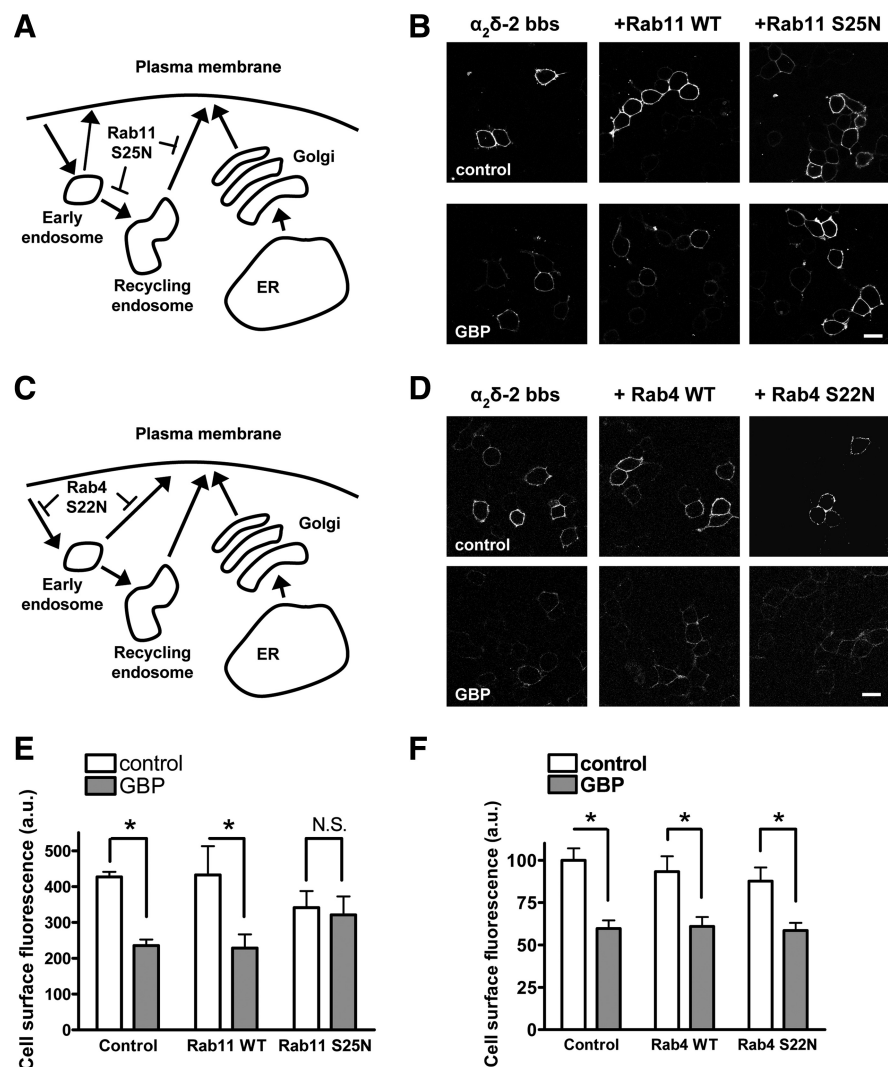 A
Plasma membrane
Rab11
S25N
Golgi
Early
endosome
Recycling
endosome
ER
B
α₂δ-2 bbs
+Rab11 WT
+Rab11 S25N
control
GBP
C
Plasma membrane
Rab4
S22N
Golgi
Early
endosome
Recycling
endosome
ER
D
α₂δ-2 bbs
+ Rab4 WT
+ Rab4 S22N
control
GBP
E
control
GBP
Cell surface fluorescence (a.u.)
500
400
300
200
100
0
*
*
N.S.
Control
Rab11 WT
Rab11 S25N
F
control
GBP
Cell surface fluorescence (a.u.)
100
75
50
25
0
*
*
*
Control
Rab4 WT
Rab4 S22N